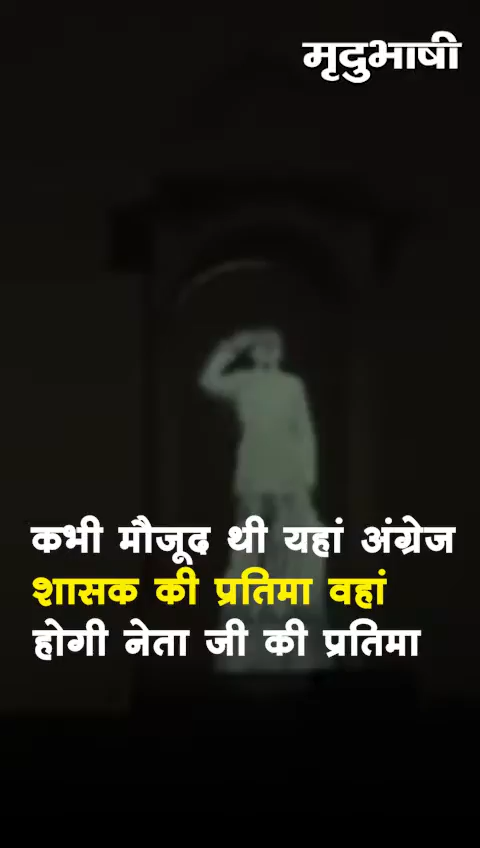 मृदुभाषी
कभी मौजूद थी यहां अंग्रेज
शासक की प्रतिमा वहां
होगी नेता जी की प्रतिमा